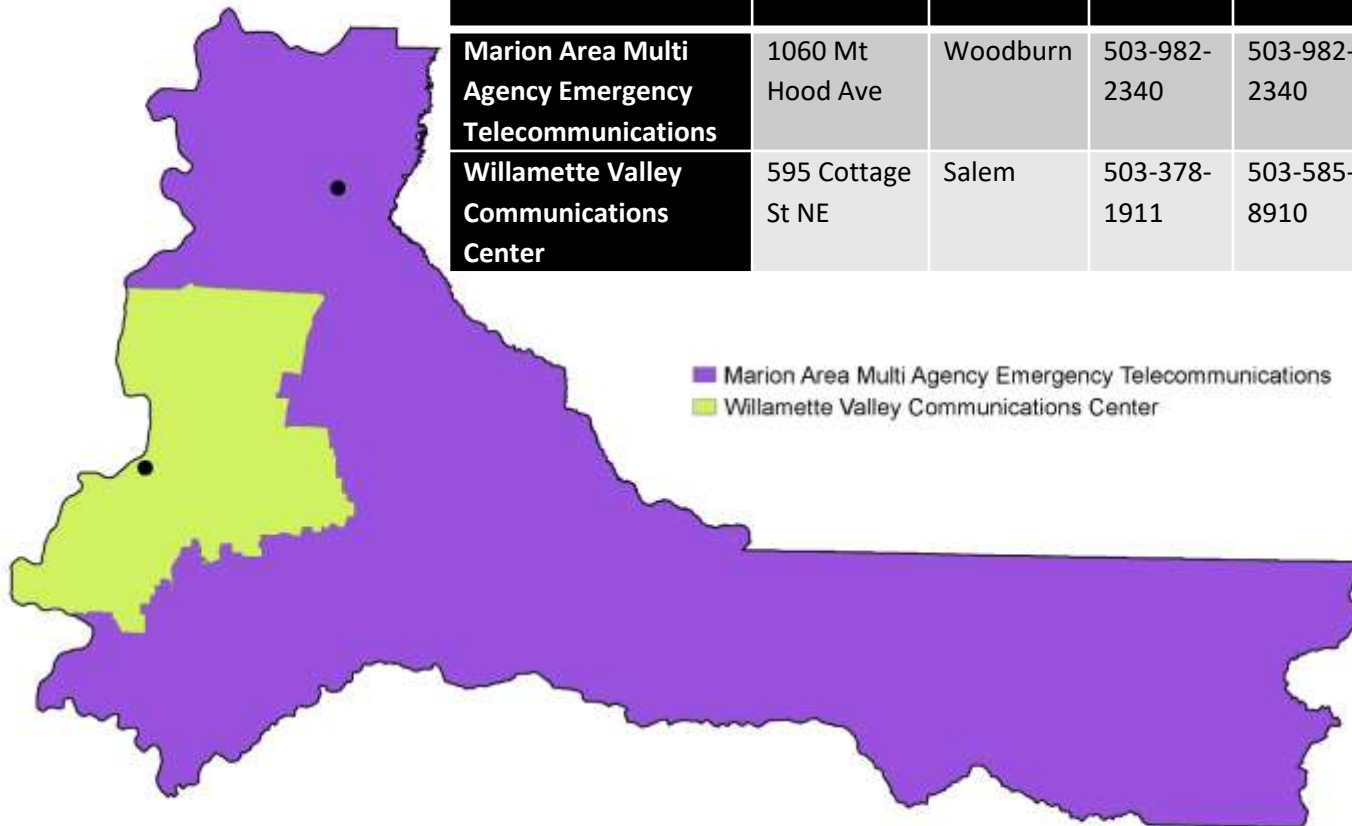 Marion Area Multi Agency Emergency Telecommunications 1060 Mt Hood Ave Woodburn 503-982-2340 503-982-2340
Willamette Valley Communications Center 595 Cottage St NE Salem 503-378-1911 503-585-8910
Marion Area Multi Agency Emergency Telecommunications
Willamette Valley Communications Center